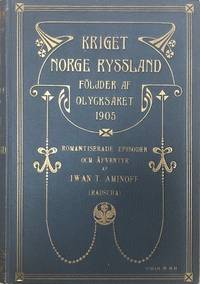 KRIGET
NORGE RYSSLAND
FÖLJDER AF
OLYCKSÅRET
1905
ROMANTISERADE EPISODER
OCH ÄFVENTYR
AF
IWAN T. AMINOFF
(RADSCHA)